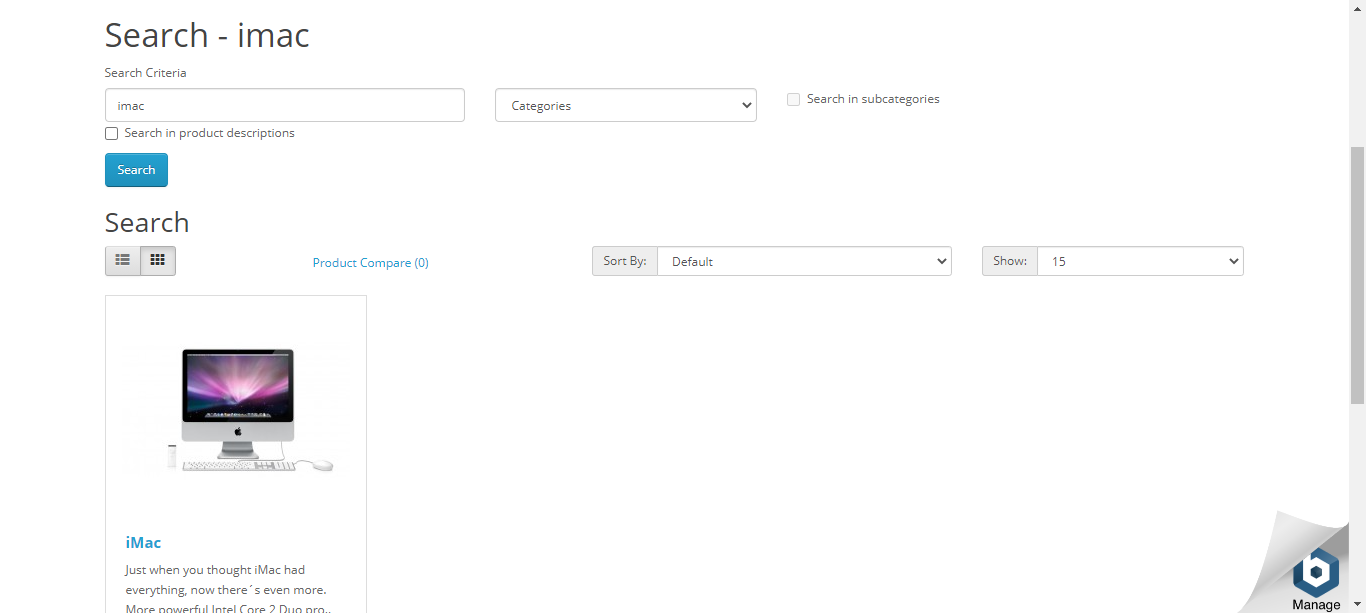 Search - imac
Search Criteria
imac
Categories
Search in subcategories
Search in product descriptions
Search
Search
Product Compare (0)
Sort By:
Default
Show:
15
iMac
Just when you thought iMac had
everything, now there´s even more.
More powerful Intel Core 2 Duo pro..
Manage